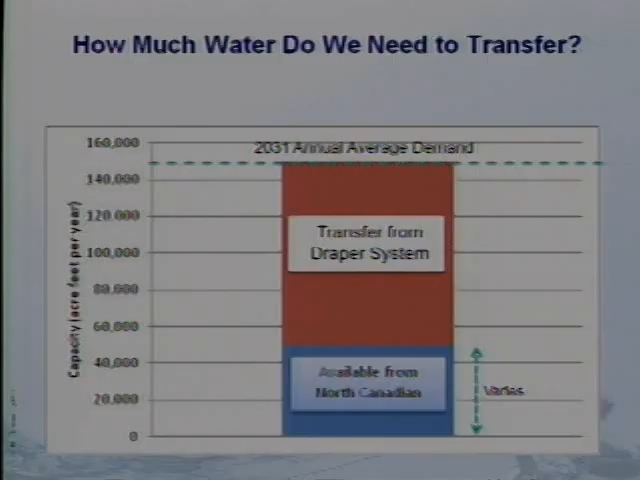 How Much Water Do We Need to Transfer?
160,000
2031 Annual Average Demand
140,000
120,000
Transfer from
Draper System
100,000
80,000
60,000
40,000
Available from
North Canadian
Varies
20,000
0
Capacity (acre feet per year)